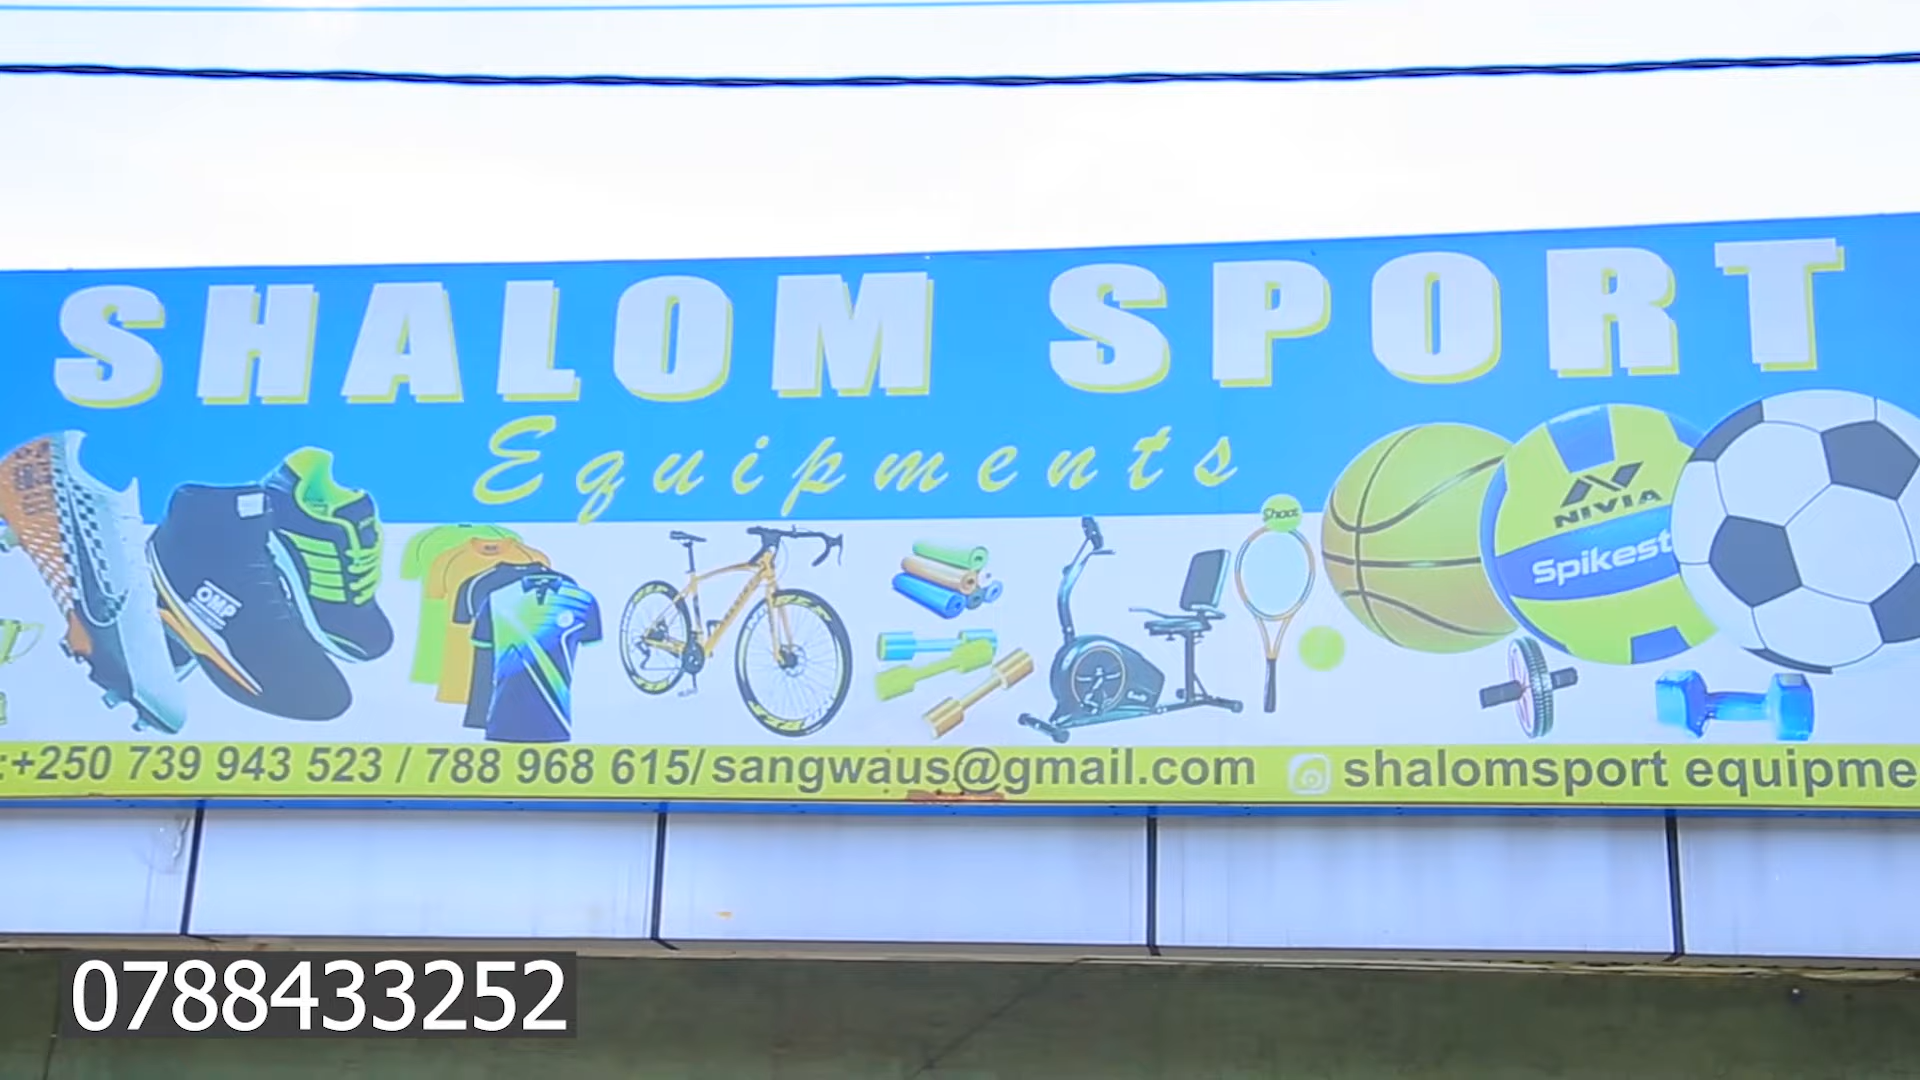 SHALOM SPORT
Equipments
Shoot
NIVIA
Spikest
OMP
:+250 739 943 523 / 788 968 615/sangwaus@gmail.com shalomsport equipme
0788433252